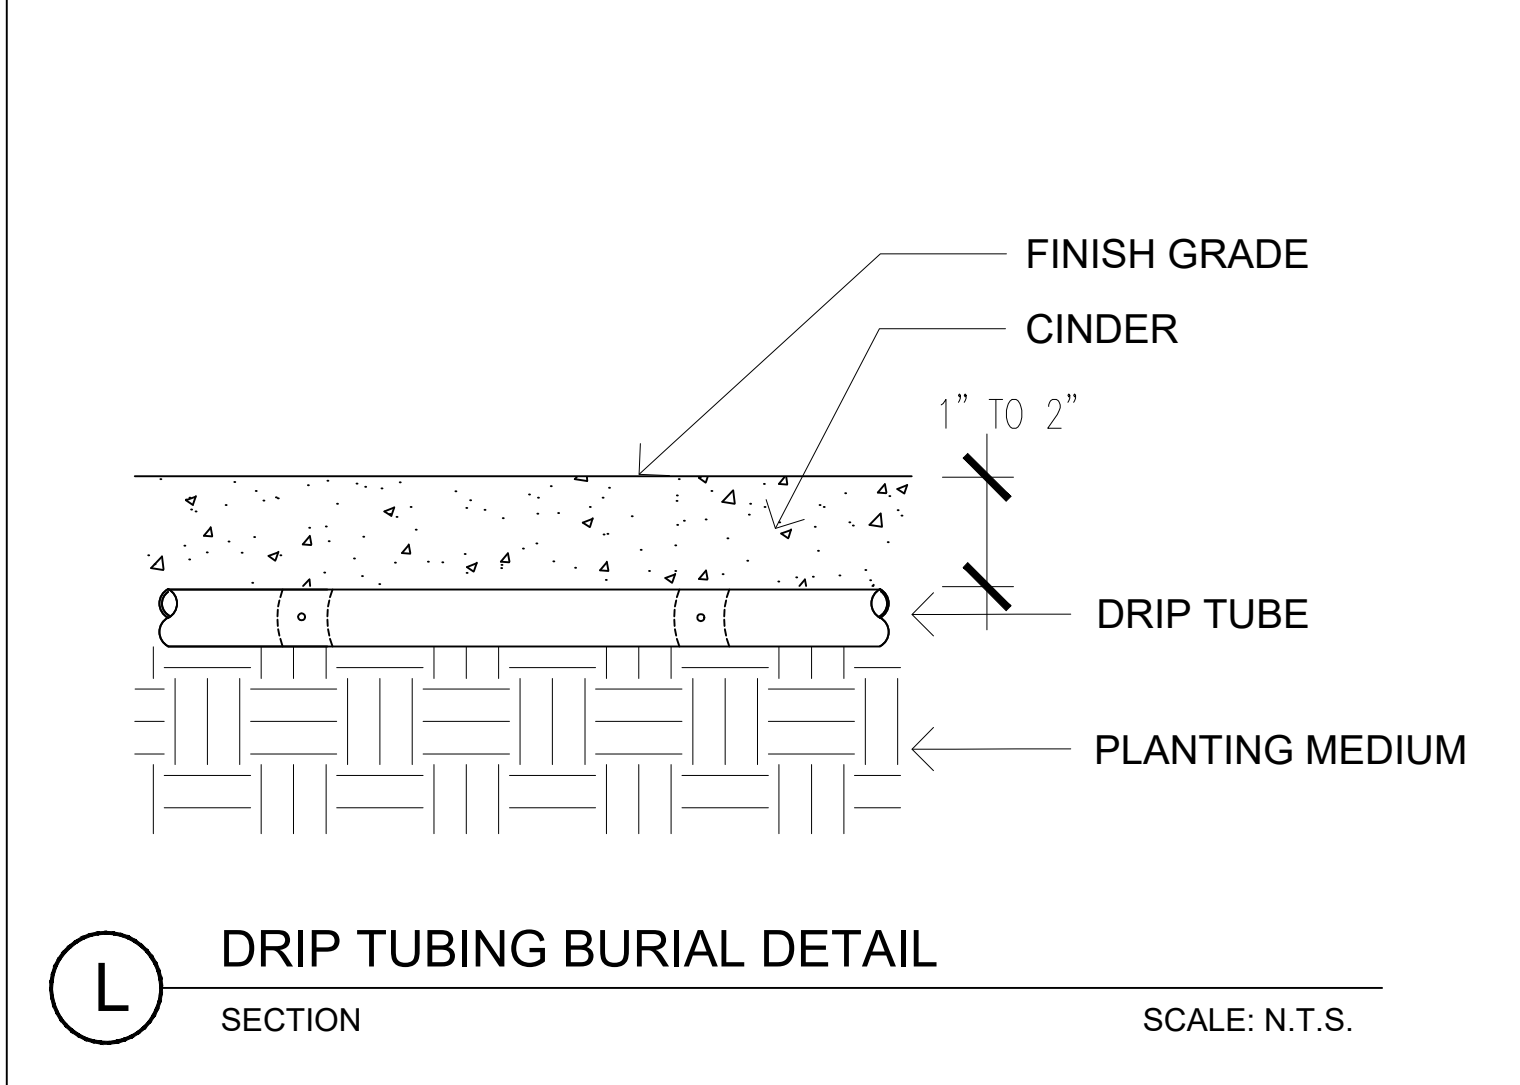 FINISH GRADE
CINDER
1” TO 2”
DRIP TUBE
PLANTING MEDIUM
L
DRIP TUBING BURIAL DETAIL
SECTION
SCALE: N.T.S.